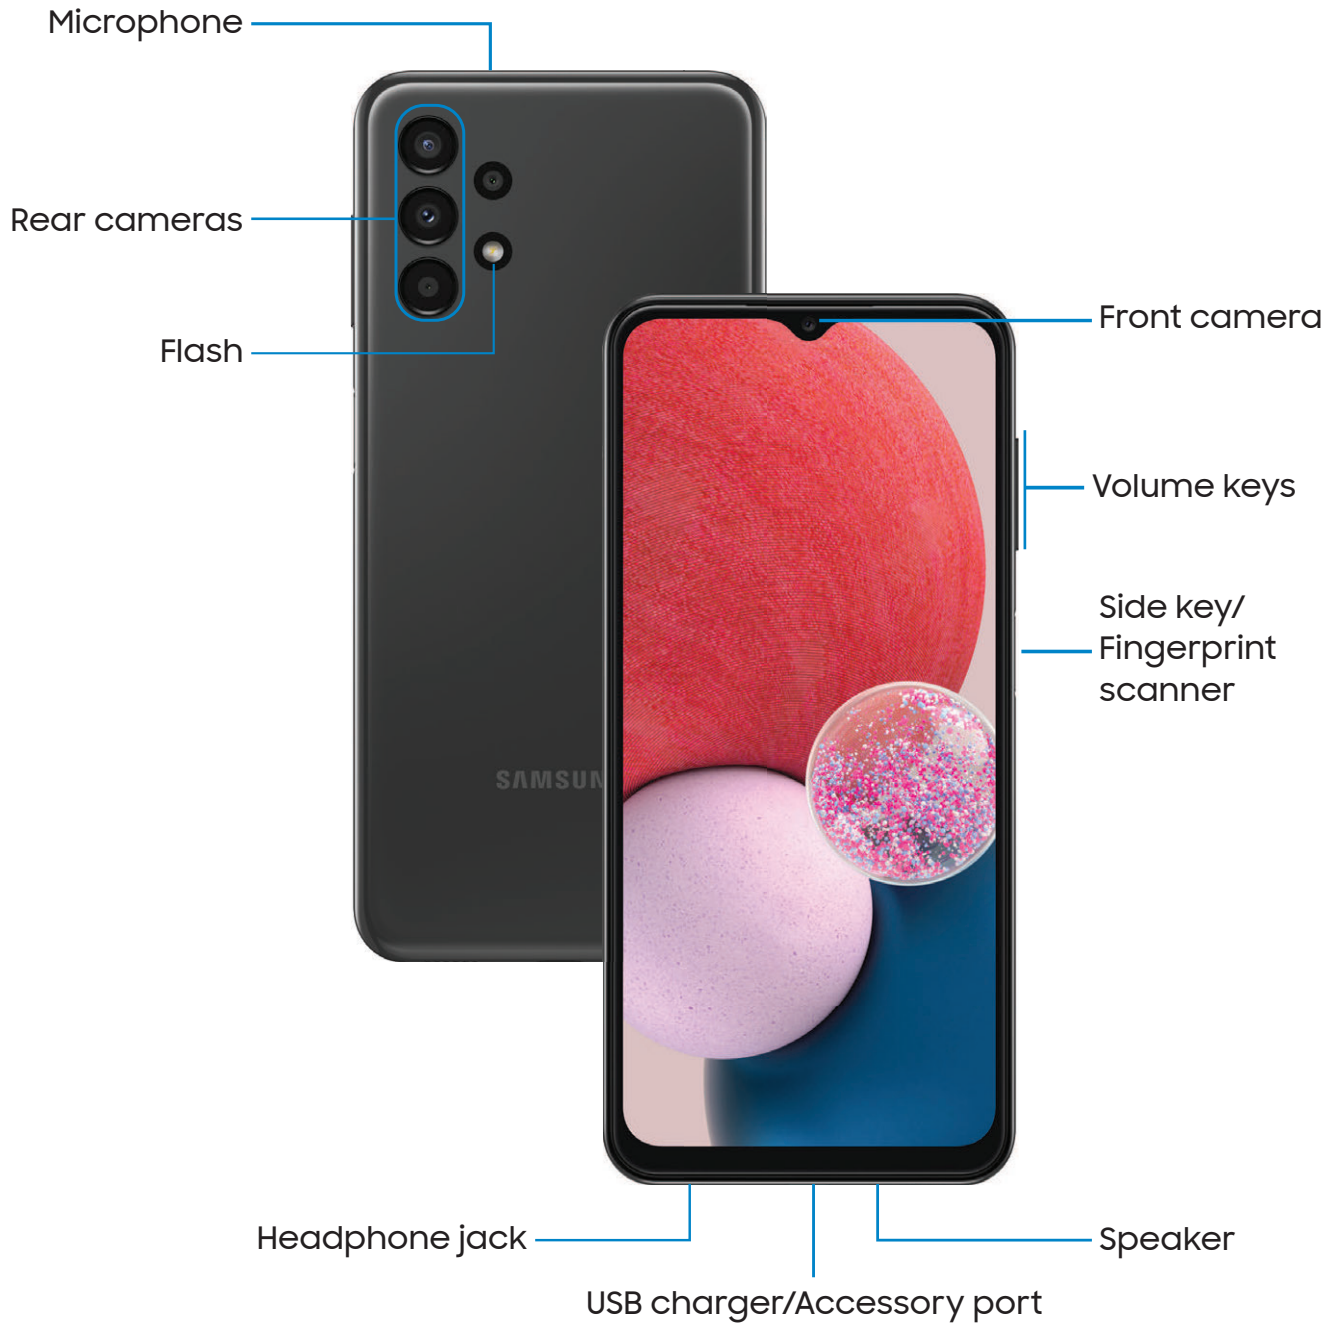 Microphone
Rear cameras
Flash
SAMSUN
Front camera
Volume keys
Side key/
Fingerprint
scanner
Headphone jack
Speaker
USB charger/Accessory port